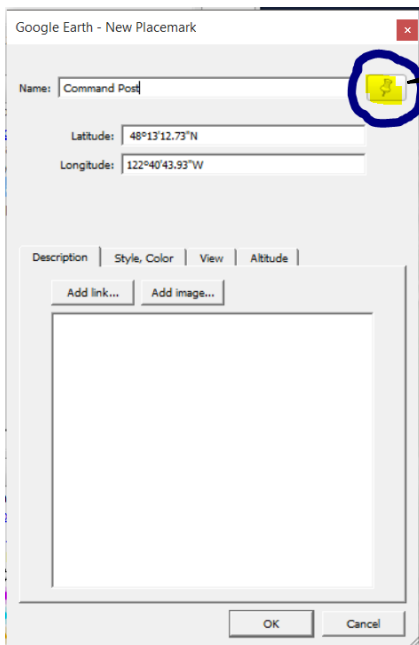 Google Earth - New Placemark
Name: Command Post
Latitude: 48°13'12.73"N
Longitude: 122°40'43.93"W
Description Style, Color View Altitude
Add link... Add image...
OK Cancel